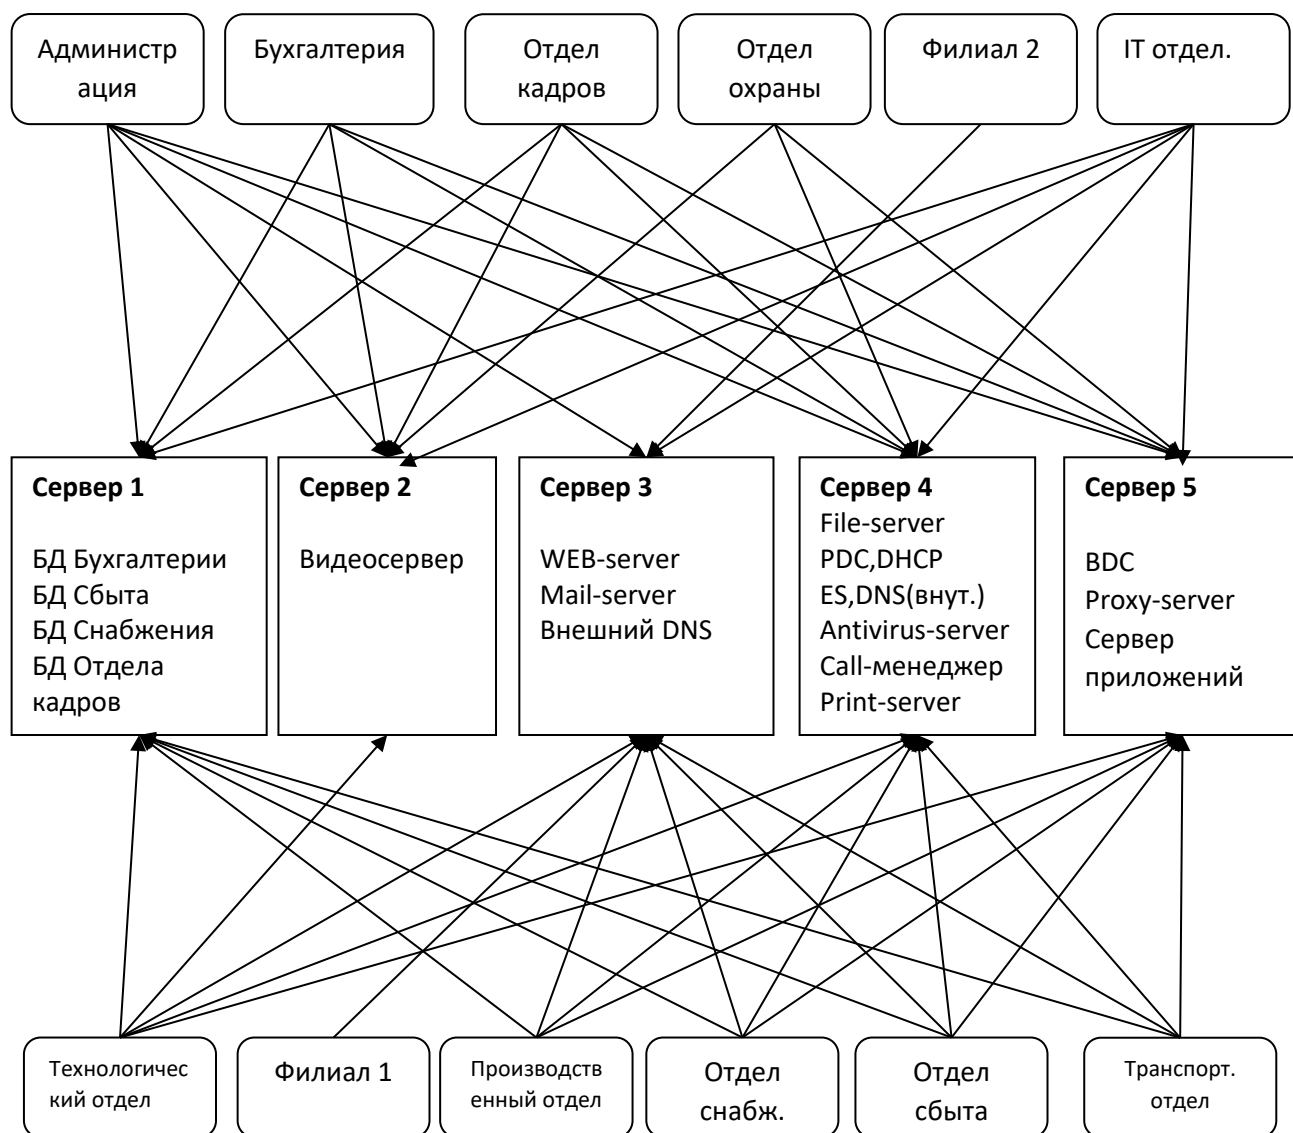 Администр
ация
Бухгалтерия
Отдел
кадров
Отдел
охраны
Филиал 2
IT отдел.
Сервер 1
БД Бухгалтерии
БД Сбыта
БД Снабжения
БД Отдела
кадров
Сервер 2
Видеосервер
Сервер 3
WEB-server
Mail-server
Внешний DNS
Сервер 4
File-server
PDC,DHCP
ES,DNS(внут.)
Antivirus-server
Call-менеджер
Print-server
Сервер 5
BDC
Proxy-server
Сервер
приложений
Технологичес
кий отдел
Филиал 1
Производств
енный отдел
Отдел
снабж.
Отдел
сбыта
Транспорт.
отдел